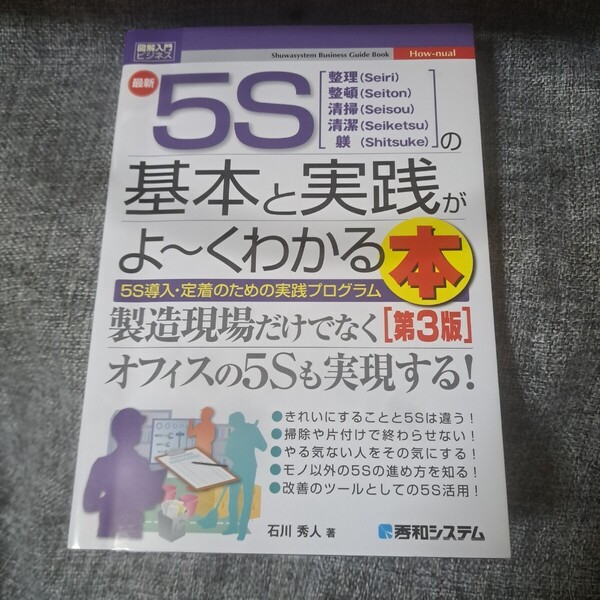 図解入門
ビジネス
Shuwasystem Business Guide Book
How-nual
最新
5S
整理(Seiri)
整頓(Seiton)
清掃(Seisou)
清潔(Seiketsu)
躾(Shitsuke)
の
基本と実践が
よ〜くわかる本
5S導入・定着のための実践プログラム
[第3版]
製造現場だけでなく
オフィスの5Sも実現する!
●きれいにすることと5Sは違う!
●掃除や片付けで終わらせない!
●やる気ない人をその気にする!
●モノ以外の5Sの進め方を知る!
●改善のツールとしての5S活用!
石川 秀人 著
秀和システム